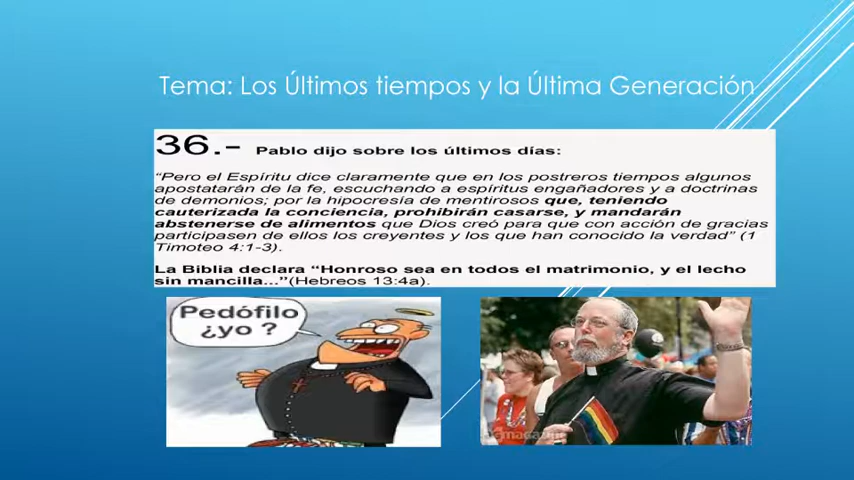 Tema: Los Últimos tiempos y la Última Generación
36.- Pablo dijo sobre los últimos días:
“Pero el Espíritu dice claramente que en los postreros tiempos algunos
apostatarán de la fe, escuchando a espíritus engañadores y a doctrinas
de demonios; por la hipocresía de mentirosos que, teniendo
cauterizada la conciencia, prohibirán casarse, y mandarán
abstenerse de alimentos que Dios creó para que con acción de gracias
participasen de ellos los creyentes y los que han conocido la verdad” (1
Timoteo 4:1-3).
La Biblia declara “Honroso sea en todos el matrimonio, y el lecho
sin mancilla...”(Hebreos 13:4a).
Pedófilo
¿yo ?